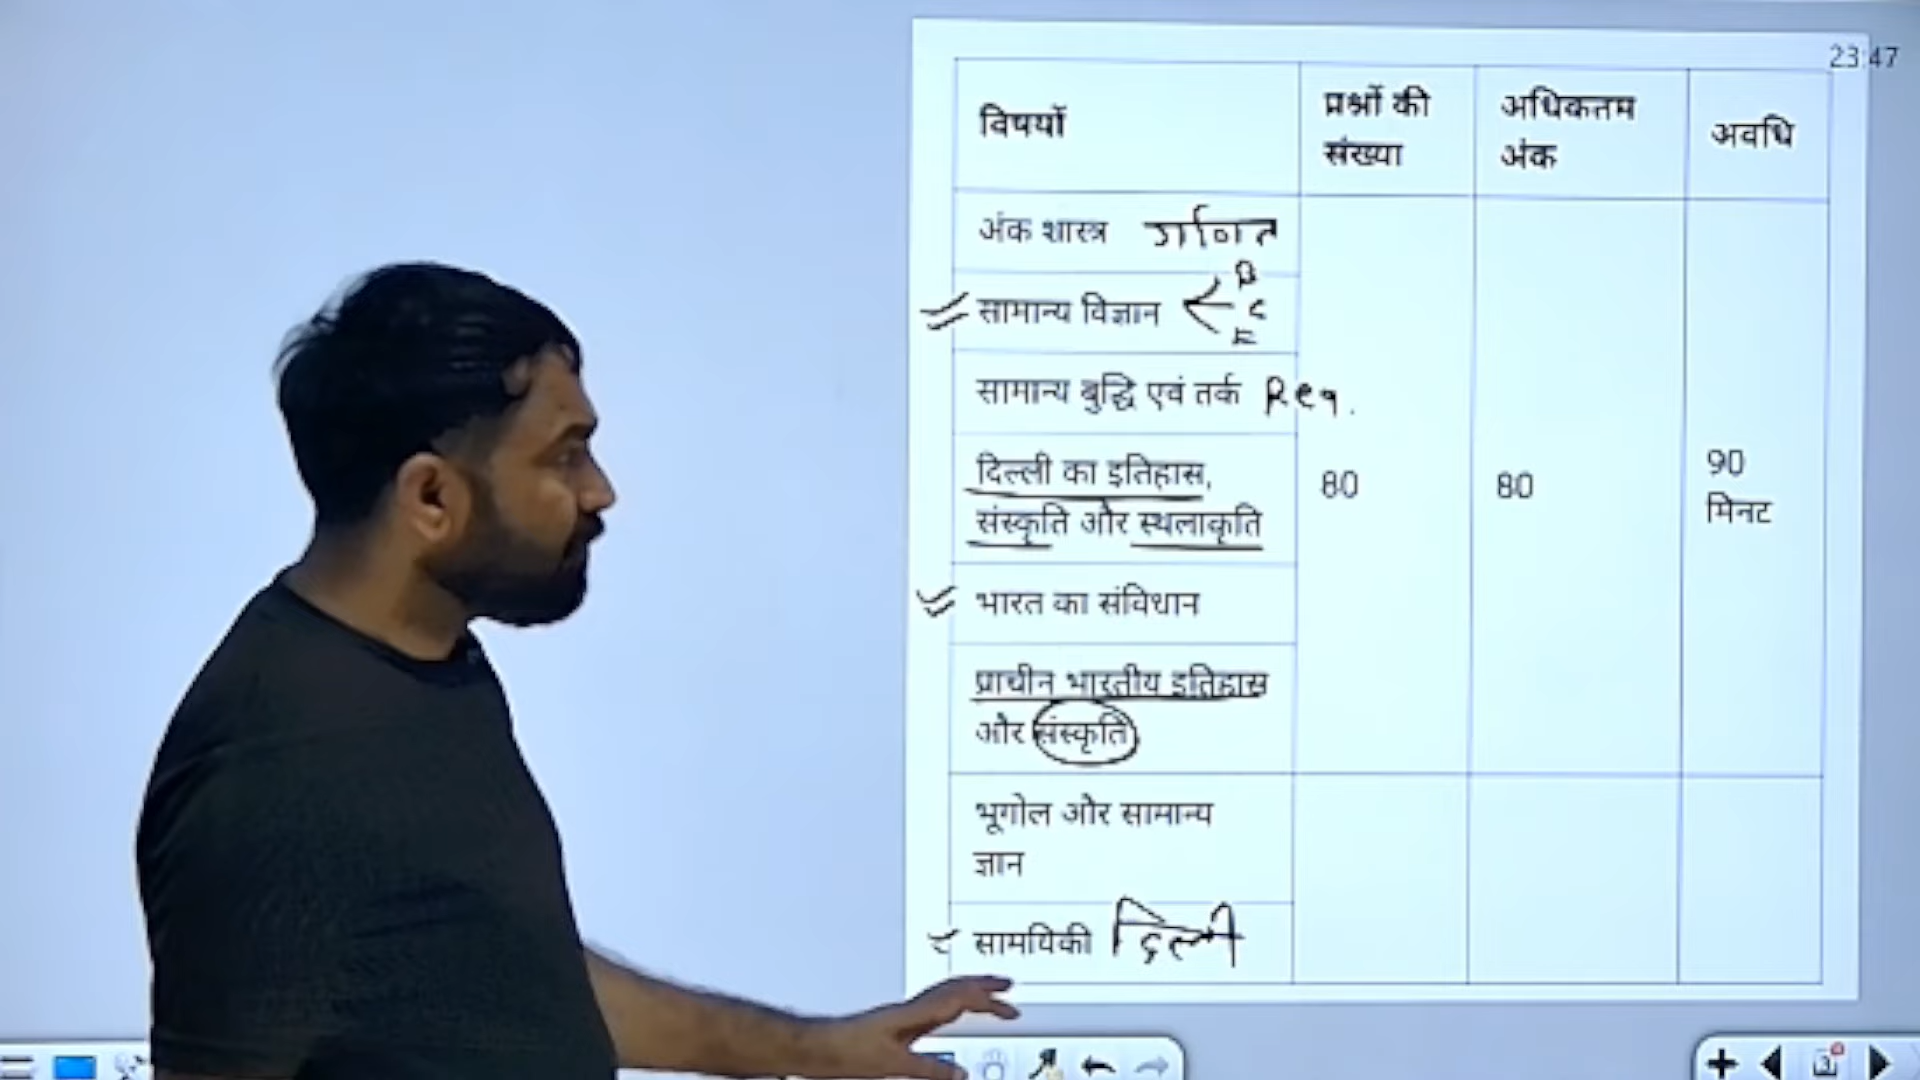 23:47
विषयों
प्रश्नों की
संख्या
अधिकतम
अंक
अवधि
अंक शास्त्र गणित
सामान्य विज्ञान B
C
सामान्य बुद्धि एवं तर्क Rea.
दिल्ली का इतिहास,
संस्कृति और स्थलाकृति
80
80
90
मिनट
भारत का संविधान
प्राचीन भारतीय इतिहास
और संस्कृति
भूगोल और सामान्य
ज्ञान
सामयिकी दिल्ली
3